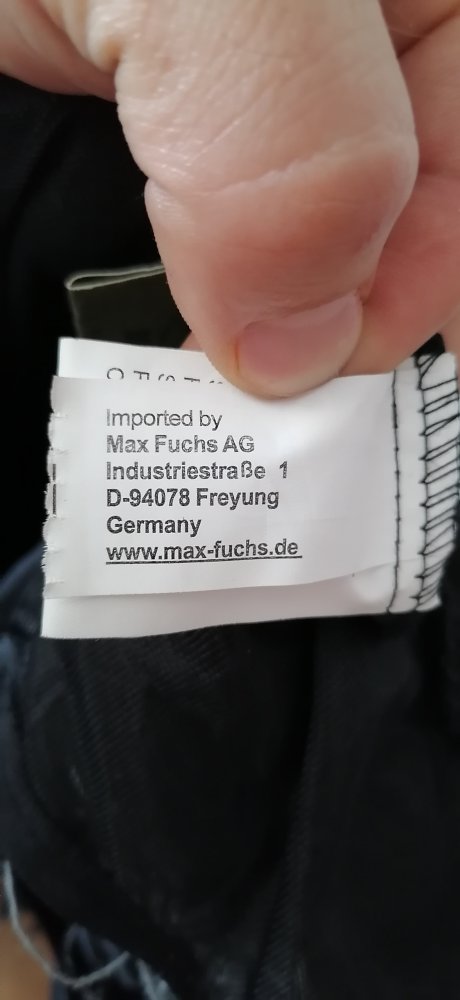 Imported by
Max Fuchs AG
Industriestraße 1
D-94078 Freyung
Germany
www.max-fuchs.de